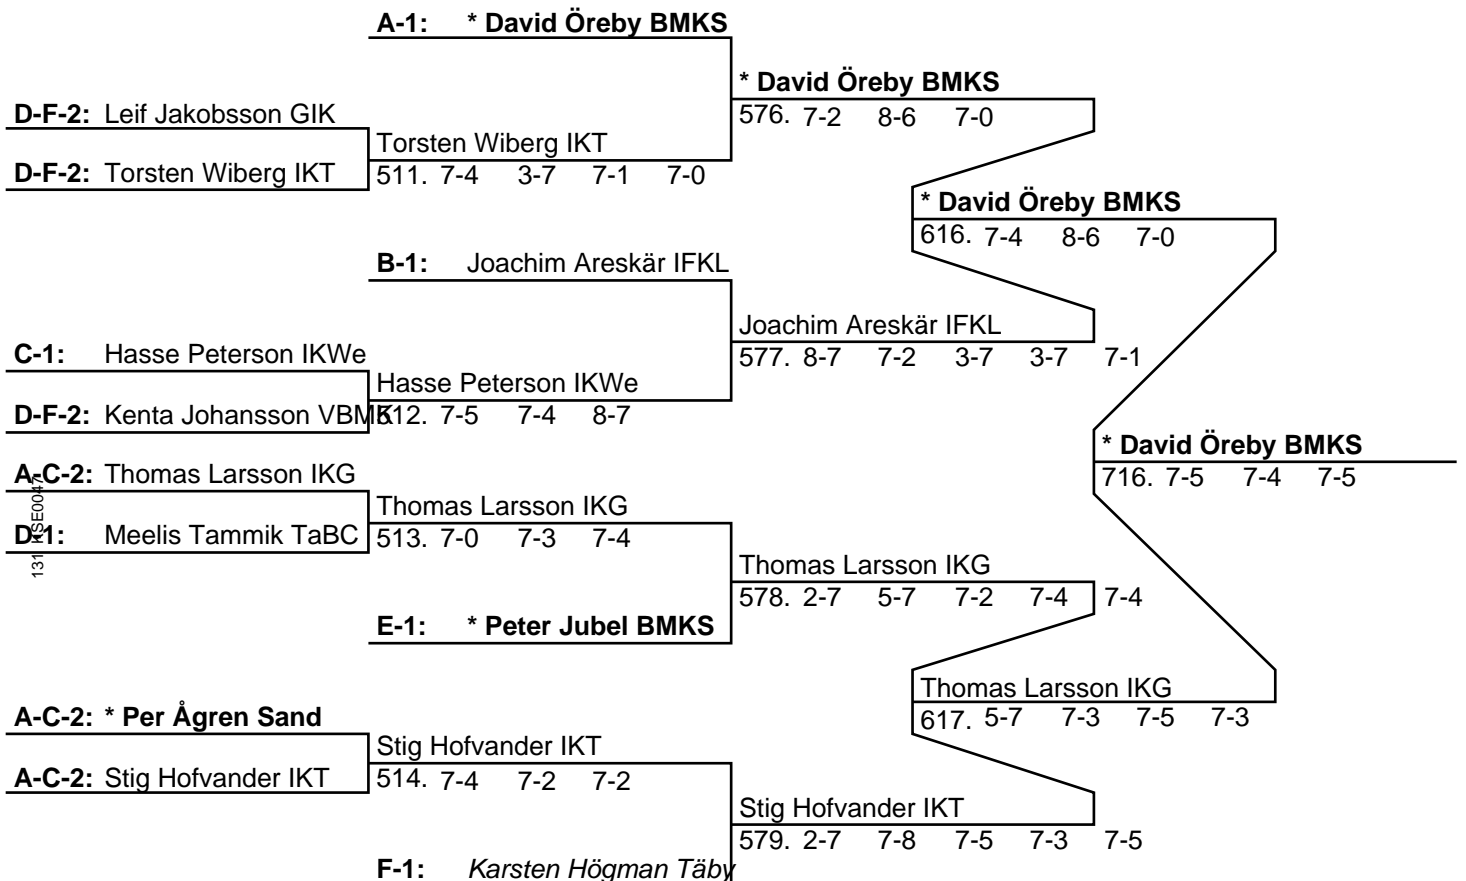 A-1: * David Öreby BMKS
* David Öreby BMKS
576. 7-2 8-6 7-0
D-F-2: Leif Jakobsson GIK
Torsten Wiberg IKT
D-F-2: Torsten Wiberg IKT
511. 7-4 3-7 7-1 7-0
* David Öreby BMKS
616. 7-4 8-6 7-0
B-1: Joachim Areskär IFKL
Joachim Areskär IFKL
577. 8-7 7-2 3-7 3-7 7-1
C-1: Hasse Peterson IKWe
Hasse Peterson IKWe
D-F-2: Kenta Johansson VBMK
512. 7-5 7-4 8-7
* David Öreby BMKS
716. 7-5 7-4 7-5
A-C-2: Thomas Larsson IKG
Thomas Larsson IKG
D-1: Meelis Tammik TaBC
513. 7-0 7-3 7-4
Thomas Larsson IKG
578. 2-7 5-7 7-2 7-4 7-4
E-1: * Peter Jubel BMKS
Thomas Larsson IKG
617. 5-7 7-3 7-5 7-3
A-C-2: * Per Ågren Sand
Stig Hofvander IKT
A-C-2: Stig Hofvander IKT
514. 7-4 7-2 7-2
Stig Hofvander IKT
579. 2-7 7-8 7-5 7-3 7-5
F-1: Karsten Högman Täby